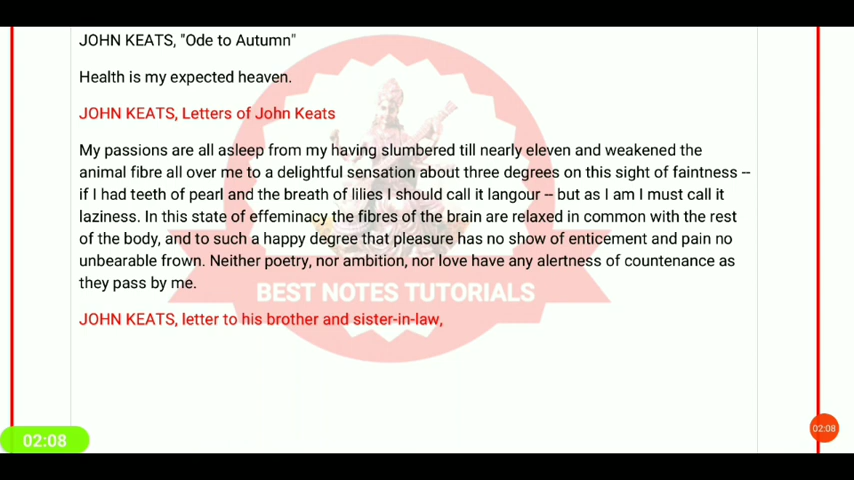 JOHN KEATS, "Ode to Autumn"
Health is my expected heaven.
JOHN KEATS, Letters of John Keats
My passions are all asleep from my having slumbered till nearly eleven and weakened the
animal fibre all over me to a delightful sensation about three degrees on this sight of faintness --
if I had teeth of pearl and the breath of lilies I should call it langour -- but as I am I must call it
laziness. In this state of effeminacy the fibres of the brain are relaxed in common with the rest
of the body, and to such a happy degree that pleasure has no show of enticement and pain no
unbearable frown. Neither poetry, nor ambition, nor love have any alertness of countenance as
they pass by me.
BEST NOTES TUTORIALS
JOHN KEATS, letter to his brother and sister-in-law,
02:08
02:08